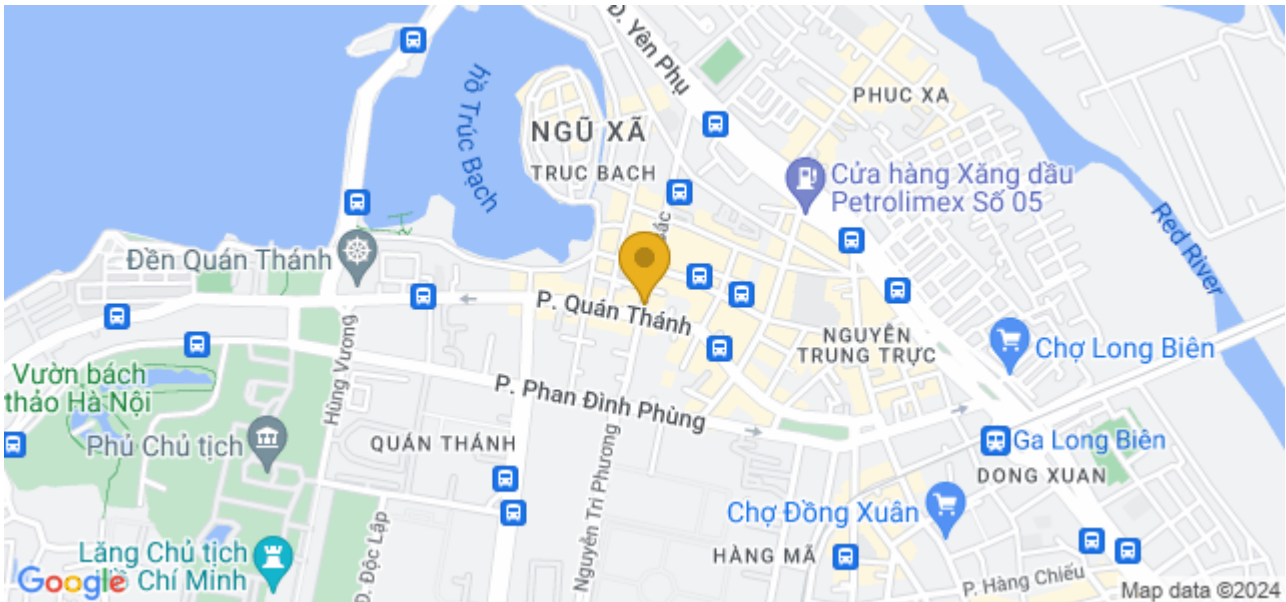 Đ. Yên Phụ
Hồ Trúc Bạch
PHUC XA
NGŨ XÃ
TRUC BACH
Cửa hàng Xăng dầu
Petrolimex Số 05
Red River
Đền Quán Thánh
P. Quán Thánh
NGUYỄN
TRUNG TRỰC
Chợ Long Biên
Hùng Vương
Vườn bách
thảo Hà Nội
P. Phan Đình Phùng
Phủ Chủ tịch
QUÁN THÁNH
Nguyễn Tri Phương
Ga Long Biên
DONG XUAN
Chợ Đồng Xuân
Đ. Độc Lập
HÀNG MÃ
Lăng Chủ tịch
Chí Minh
Google
P. Hàng Chiếu
Map data ©2024